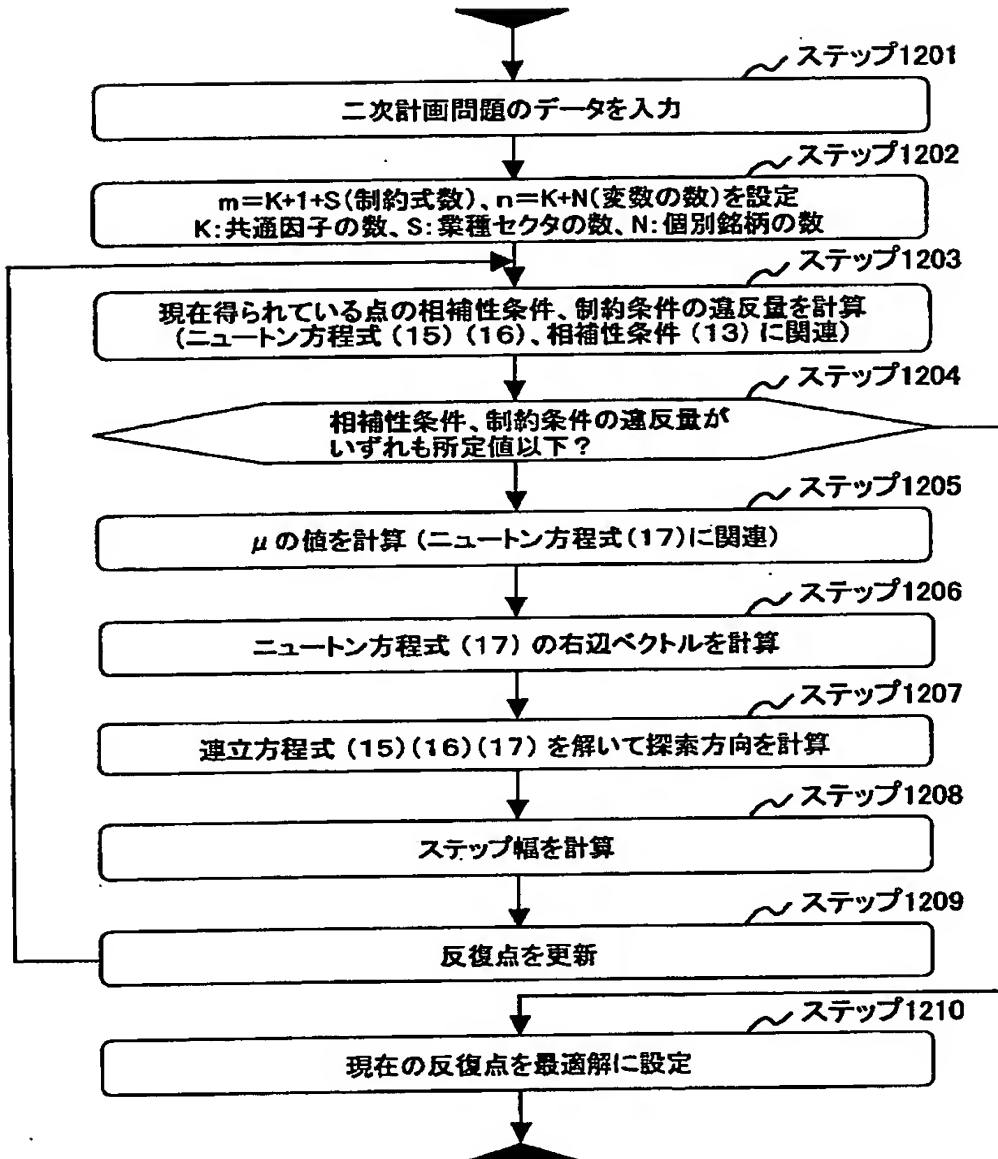 ステップ1201
二次計画問題のデータを入力
ステップ1202
m=K+1+S(制約式数)、n=K+N(変数の数)を設定
K:共通因子の数、S:業種セクタの数、N:個別銘柄の数
ステップ1203
現在得られている点の相補性条件、制約条件の違反量を計算
(ニュートン方程式 (15) (16)、相補性条件 (13) に関連)
ステップ1204
相補性条件、制約条件の違反量が
いずれも所定値以下?
ステップ1205
μの値を計算 (ニュートン方程式(17)に関連)
ステップ1206
ニュートン方程式 (17) の右辺ベクトルを計算
ステップ1207
連立方程式 (15)(16)(17) を解いて探索方向を計算
ステップ1208
ステップ幅を計算
ステップ1209
反復点を更新
ステップ1210
現在の反復点を最適解に設定